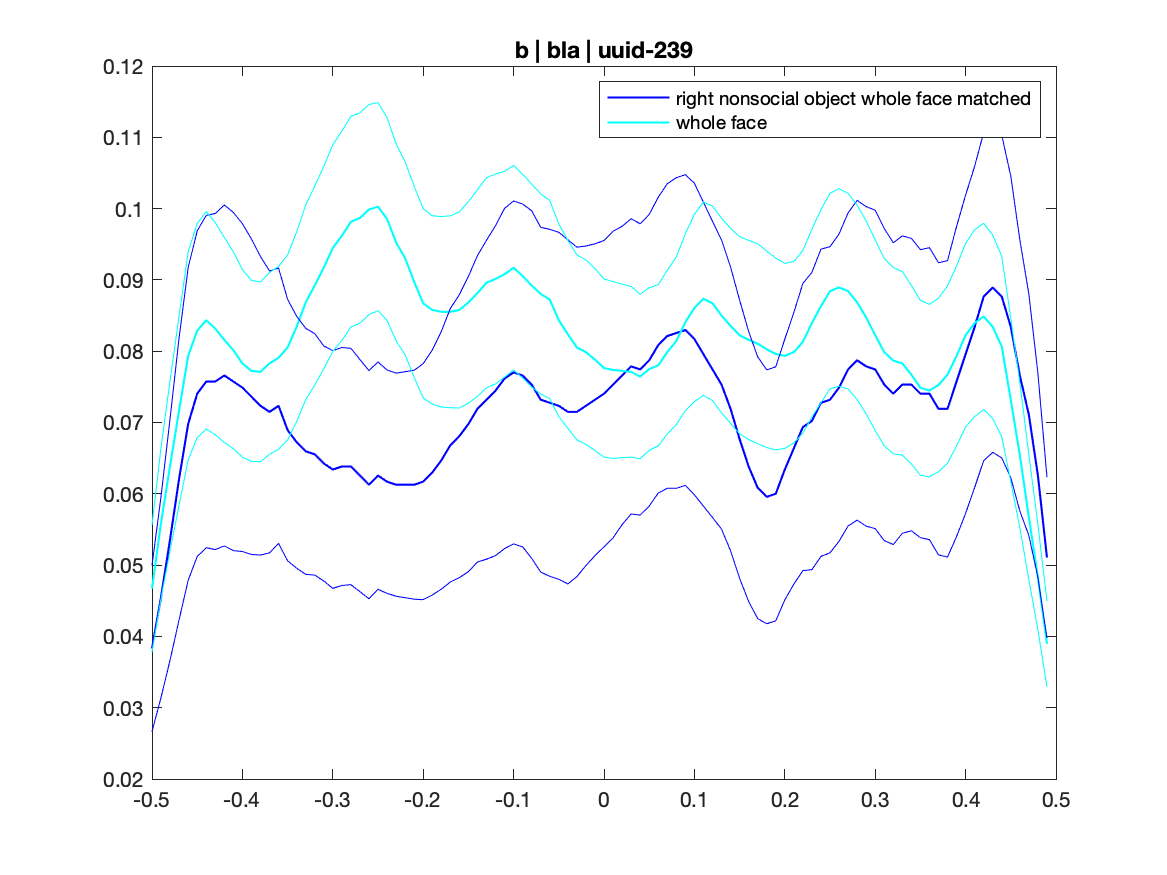 b | bla | uuid-239
right nonsocial object whole face matched
whole face
0.12
0.11
0.1
0.09
0.08
0.07
0.06
0.05
0.04
0.03
0.02
-0.5 -0.4 -0.3 -0.2 -0.1 0 0.1 0.2 0.3 0.4 0.5